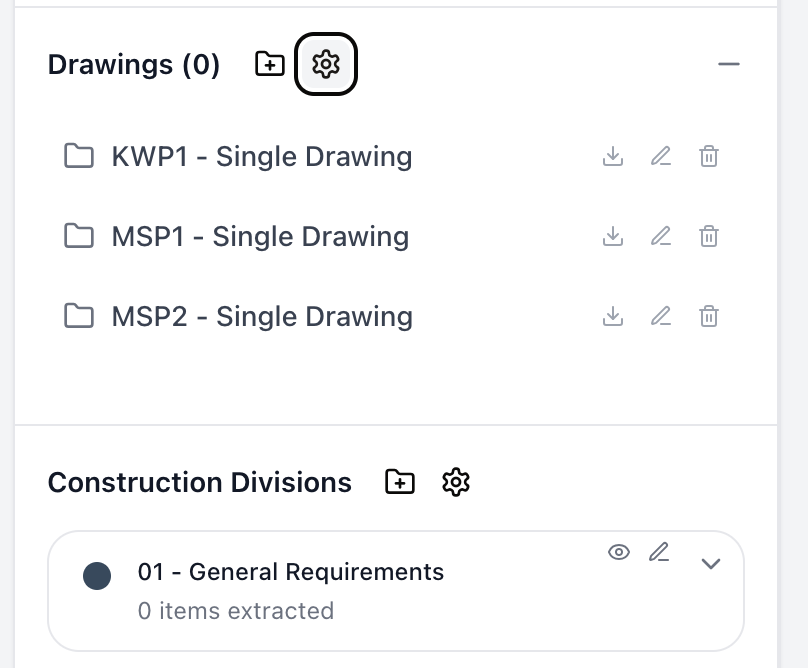 Drawings (0)
KWP1 - Single Drawing
MSP1 - Single Drawing
MSP2 - Single Drawing
Construction Divisions
01 - General Requirements
0 items extracted